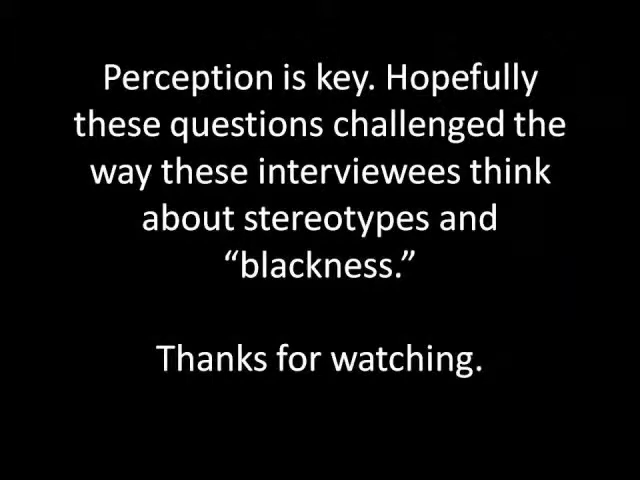 Perception is key. Hopefully
these questions challenged the
way these interviewees think
about stereotypes and
“blackness.”
Thanks for watching.